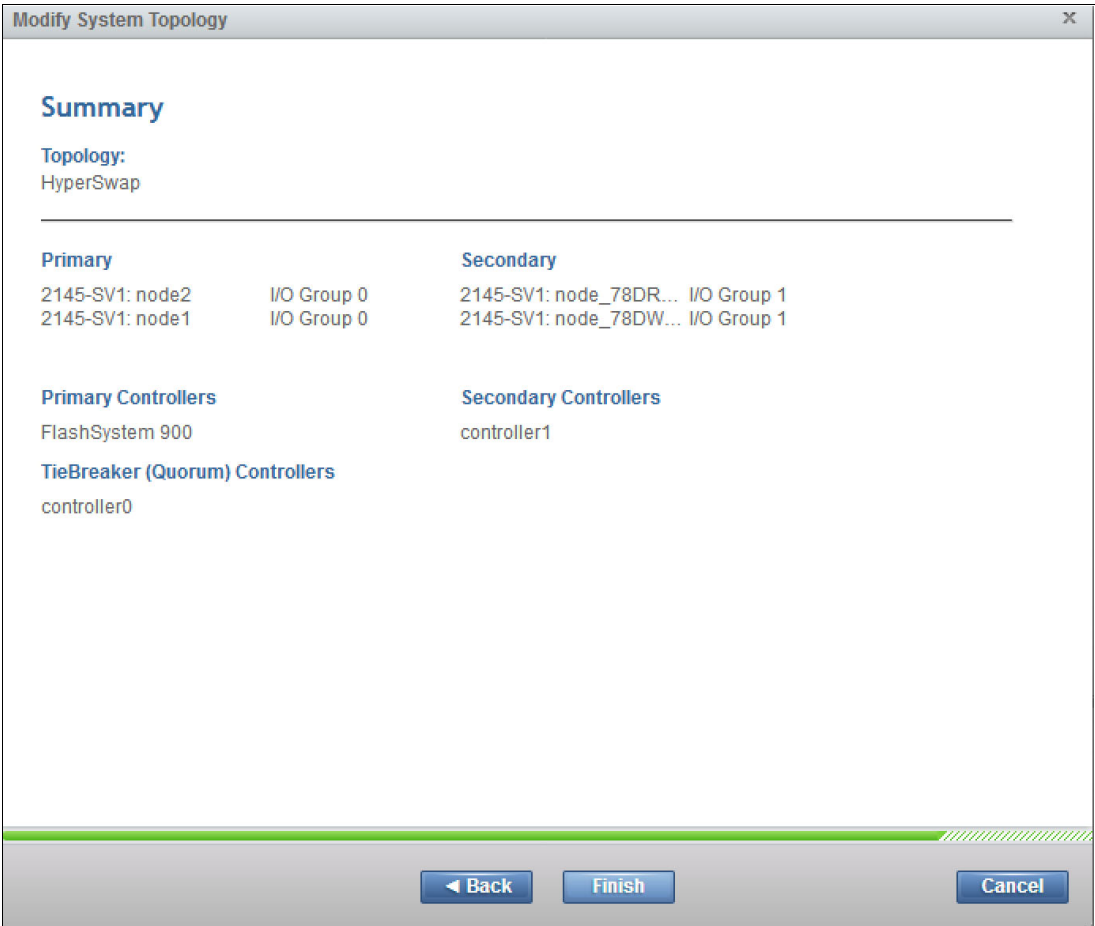 Modify System Topology x
Summary
Topology:
HyperSwap
Primary Secondary
2145-SV1: node2 I/O Group 0 2145-SV1: node_78DR... I/O Group 1
2145-SV1: node1 I/O Group 0 2145-SV1: node_78DW... I/O Group 1
Primary Controllers Secondary Controllers
FlashSystem 900 controller1
TieBreaker (Quorum) Controllers
controller0
◄ Back Finish Cancel